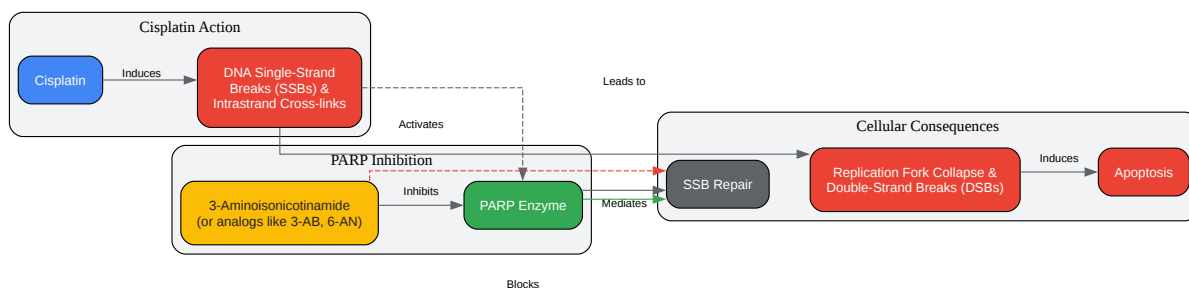 Cisplatin Action
Cisplatin
Induces
DNA Single-Strand
Breaks (SSBs) &
Intrastrand Cross-links
Leads to
Activates
PARP Inhibition
3-Aminoisonicotinamide
(or analogs like 3-AB, 6-AN)
Inhibits
PARP Enzyme
Mediates
Cellular Consequences
SSB Repair
Replication Fork Collapse &
Double-Strand Breaks (DSBs)
Induces
Apoptosis
Blocks